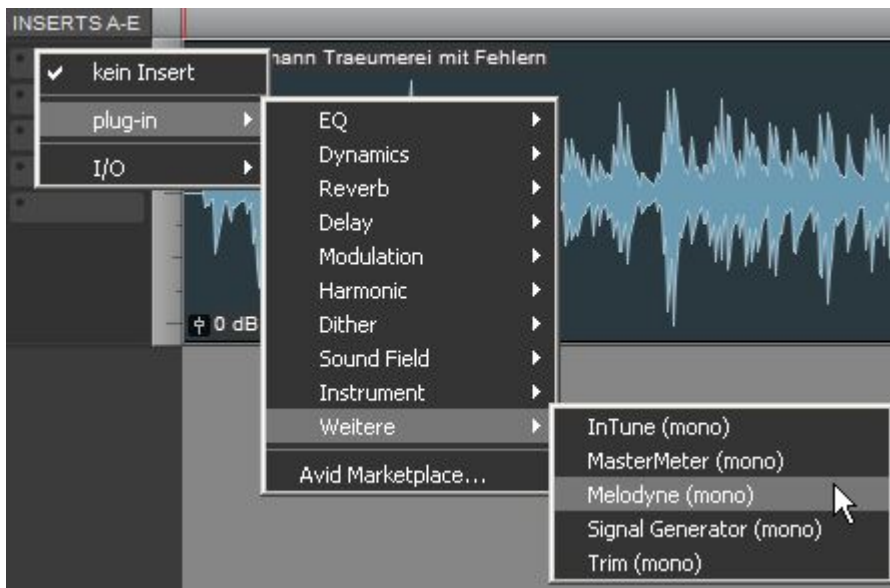 INSERTS A-E
mann Traeumerei mit Fehlern
kein Insert
plug-in
I/O
EQ
Dynamics
Reverb
Delay
Modulation
Harmonic
Dither
Sound Field
Instrument
Weitere
Avid Marketplace...
0 dB
InTune (mono)
MasterMeter (mono)
Melodyne (mono)
Signal Generator (mono)
Trim (mono)